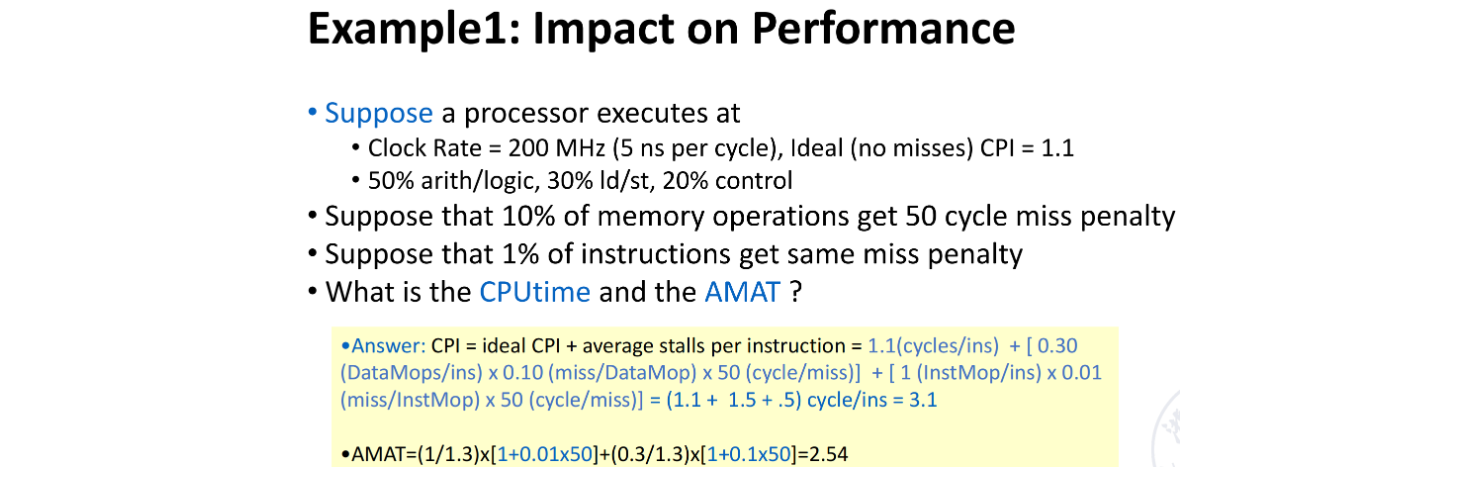 Example1: Impact on Performance
• Suppose a processor executes at
• Clock Rate = 200 MHz (5 ns per cycle), Ideal (no misses) CPI = 1.1
• 50% arith/logic, 30% ld/st, 20% control
• Suppose that 10% of memory operations get 50 cycle miss penalty
• Suppose that 1% of instructions get same miss penalty
• What is the CPUtime and the AMAT ?
•Answer: CPI = ideal CPI + average stalls per instruction = 1.1(cycles/ins) + [ 0.30
(DataMops/ins) x 0.10 (miss/DataMop) x 50 (cycle/miss)] + [ 1 (InstMop/ins) x 0.01
(miss/InstMop) x 50 (cycle/miss)] = (1.1 + 1.5 + .5) cycle/ins = 3.1
•AMAT=(1/1.3)x[1+0.01x50]+(0.3/1.3)x[1+0.1x50]=2.54